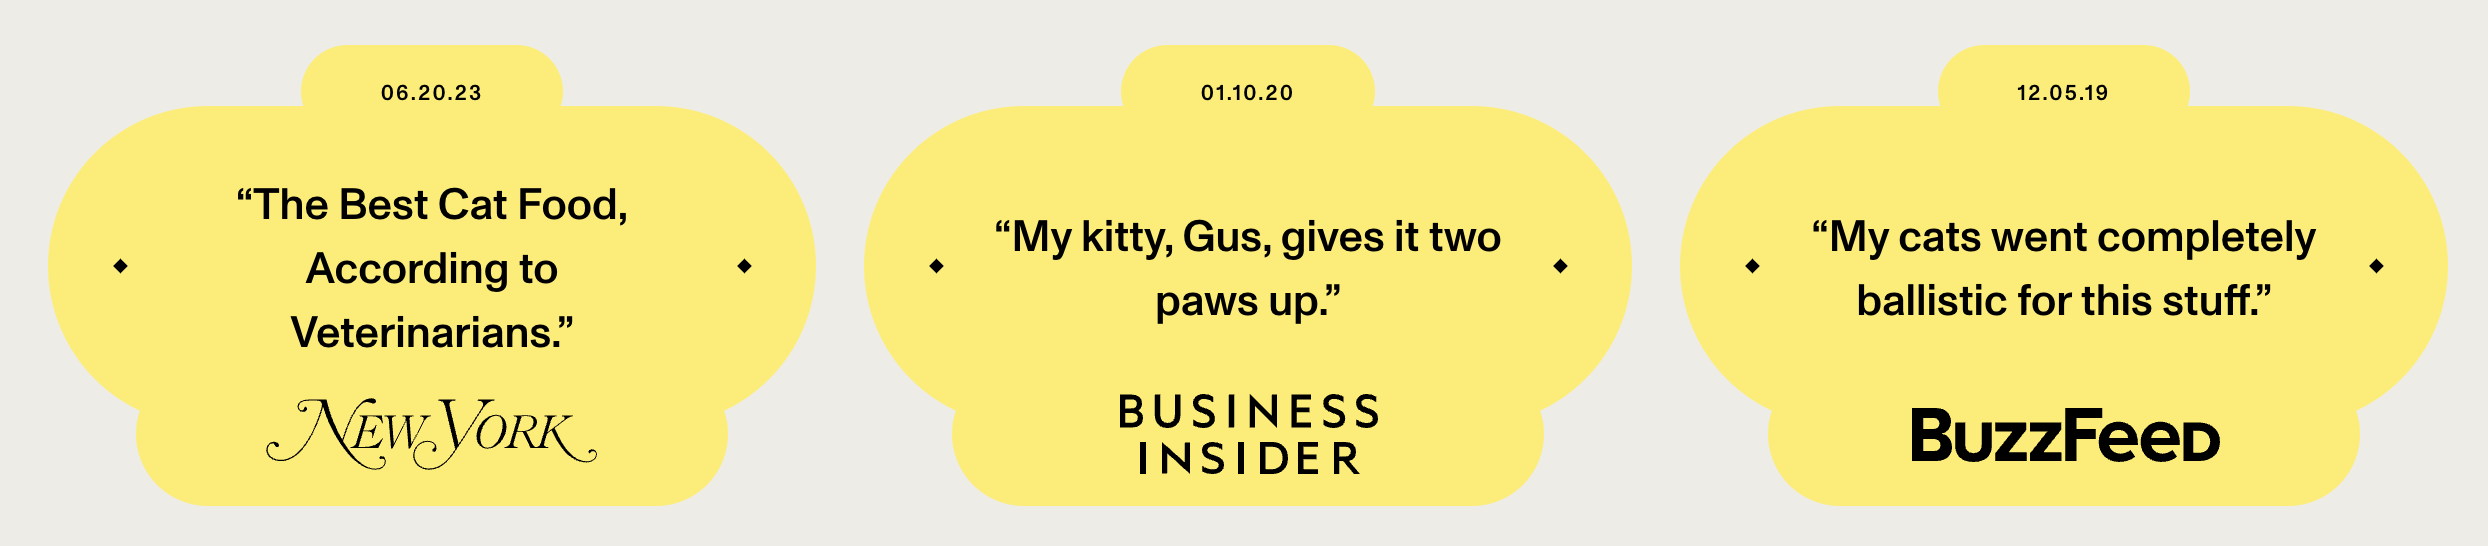 06.20.23
“The Best Cat Food,
According to
Veterinarians.”
NEW YORK
01.10.20
“My kitty, Gus, gives it two
paws up.”
BUSINESS
INSIDER
12.05.19
“My cats went completely
ballistic for this stuff.”
BuzzFeeD